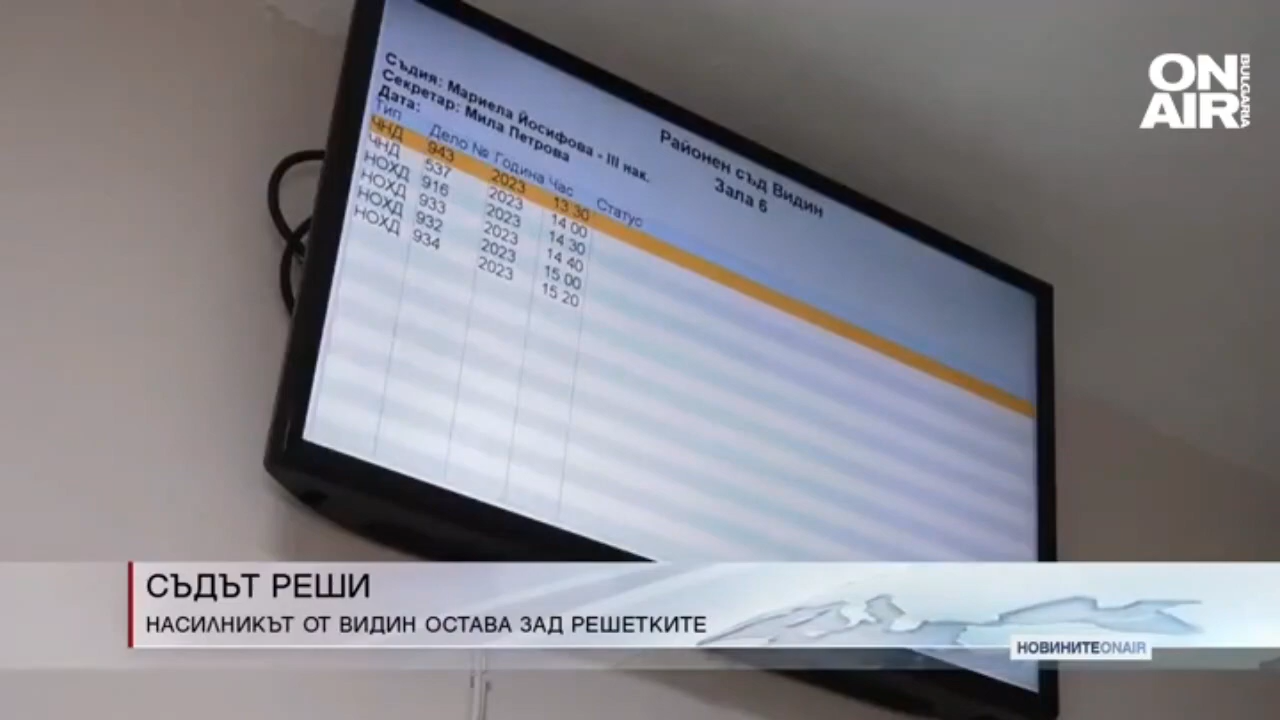 ON
AIR
BULGARIA
Районен съд Видин
Зала 6
Съдия: Мариела Йосифова - III нак.
Секретар: Мила Петрова
Дата:
Тип Дело № Година Час Статус
ЧНД 943 2023 13 30
ЧНД 537 2023 14 00
НОХД 916 2023 14 30
НОХД 933 2023 14 40
НОХД 932 2023 15 00
НОХД 934 2023 15 20
СЪДЪТ РЕШИ
НАСИЛНИКЪТ ОТ ВИДИН ОСТАВА ЗАД РЕШЕТКИТЕ
НОВИНИТЕONAIR